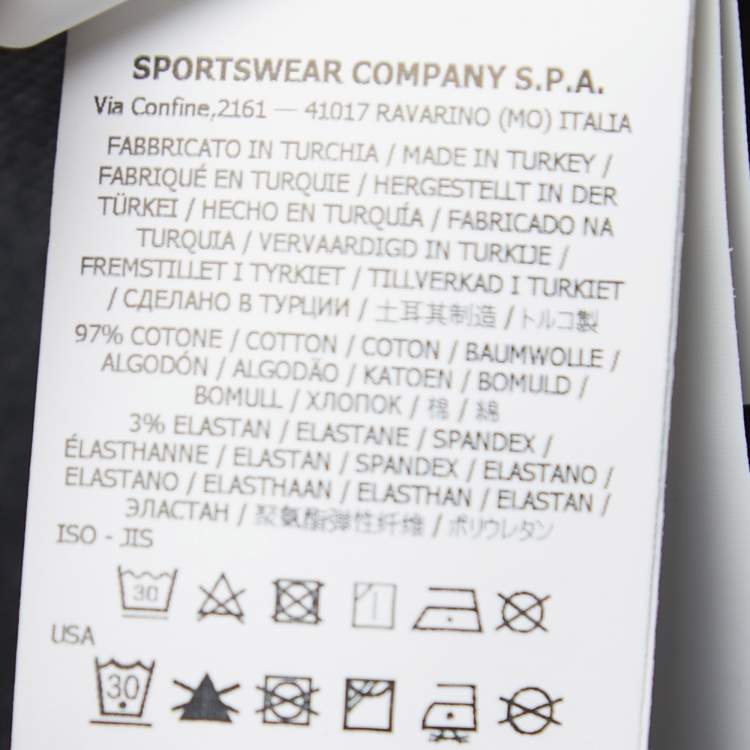 SPORTSWEAR COMPANY S.P.A.
Via Confine,2161 — 41017 RAVARINO (MO) ITALIA
FABBRICATO IN TURCHIA / MADE IN TURKEY /
FABRIQUÉ EN TURQUIE / HERGESTELLT IN DER
TÜRKEI / HECHO EN TURQUÍA / FABRICADO NA
TURQUIA / VERVAARDIGD IN TURKIJE /
FREMSTILLET I TYRKIET / TILLVERKAD I TURKIET
/ СДЕЛАНО В ТУРЦИИ / 土耳其制造 / トルコ製
97% COTONE / COTTON / COTON / BAUMWOLLE /
ALGODÓN / ALGODÃO / KATOEN / BOMULD /
BOMULL / ХЛОПОК / 棉 / 綿
3% ELASTAN / ELASTANE / SPANDEX /
ÉLASTHANNE / ELASTAN / SPANDEX / ELASTANO /
ELASTANO / ELASTHAAN / ELASTHAN / ELASTAN /
ЭЛАСТАН / 聚氨酯弹性纤维 / ポリウレタン
ISO - JIS
30
USA
30